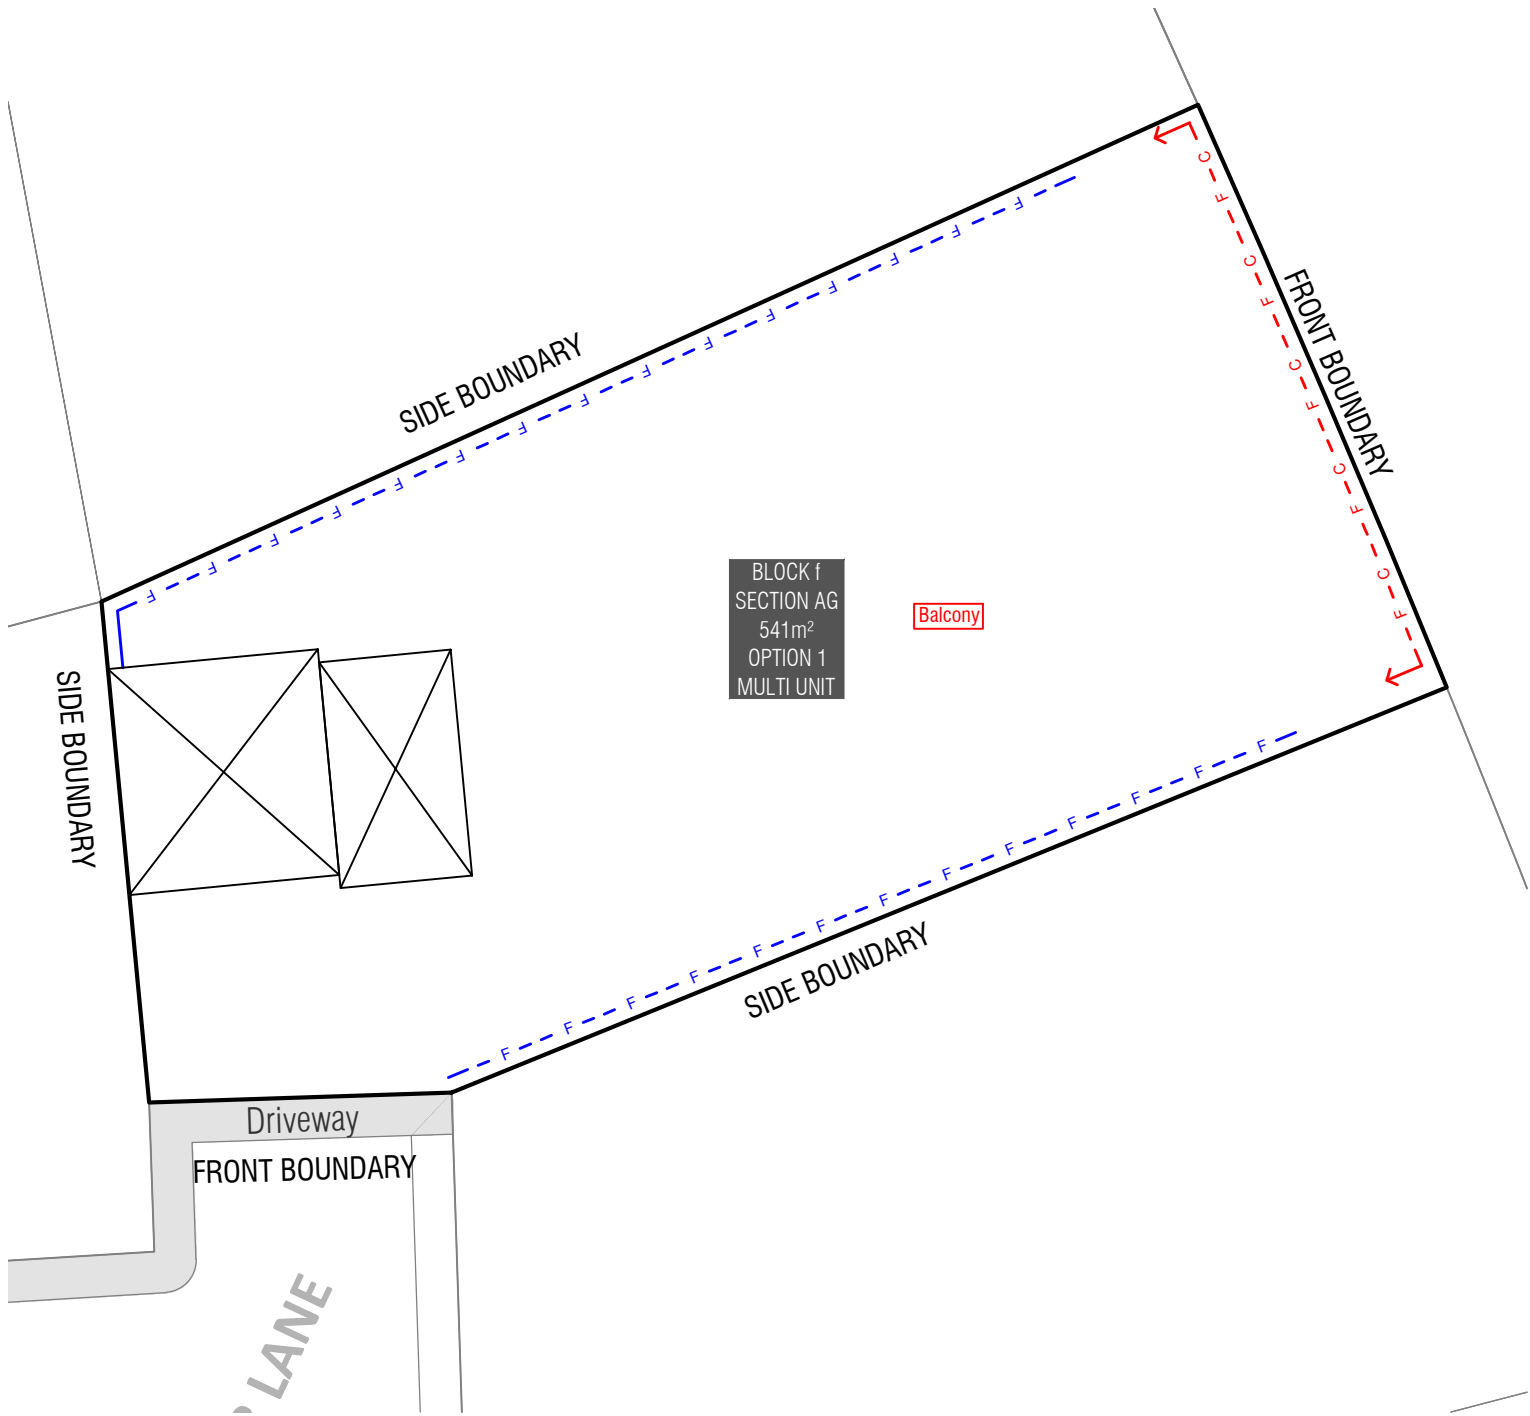 SIDE BOUNDARY
FRONT BOUNDARY
BLOCK f
SECTION AG
541m²
OPTION 1
MULTI UNIT
Balcony
SIDE BOUNDARY
SIDE BOUNDARY
Driveway
FRONT BOUNDARY
LANE
C F C F C F C F C F
F F F F F F F F F F F F F F F
F F F F F F F F F F F F F